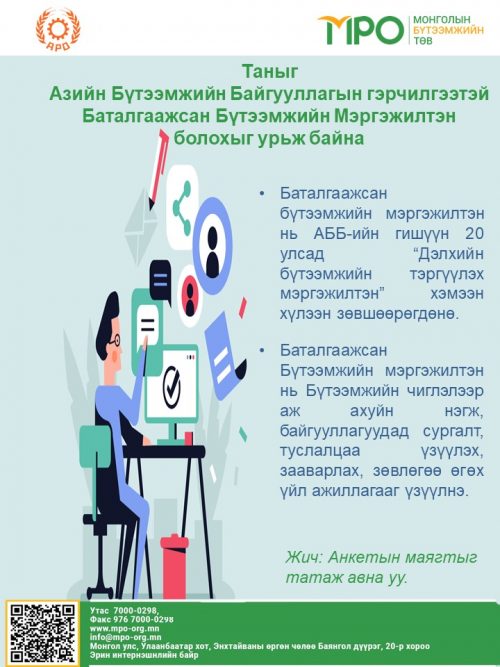 APO
MPO
МОНГОЛЫН
БҮТЭЭМЖИЙН
ТӨВ
Таныг
Азийн Бүтээмжийн Байгууллагын гэрчилгээтэй
Баталгаажсан Бүтээмжийн Мэргэжилтэн
болохыг урьж байна
• Баталгаажсан
бүтээмжийн мэргэжилтэн
нь АББ-ийн гишүүн 20
улсад “Дэлхийн
бүтээмжийн тэргүүлэх
мэргэжилтэн” хэмээн
хүлээн зөвшөөрөгдөнө.
• Баталгаажсан
Бүтээмжийн мэргэжилтэн
нь Бүтээмжийн чиглэлээр
аж ахуйн нэгж,
байгууллагуудад сургалт,
туслалцаа үзүүлэх,
зааварлах, зөвлөгөө өгөх
үйл ажиллагааг үзүүлнэ.
Жич: Анкетын маягтыг
татаж авна уу.
Утас 7000-0298,
Факс 976 7000-0298
www.mpo-org.mn
info@mpo-org.mn
Монгол улс, Улаанбаатар хот, Энхтайваны өргөн чөлөө Баянгол дүүрэг, 20-р хороо
Эрин интернэшнлийн байр